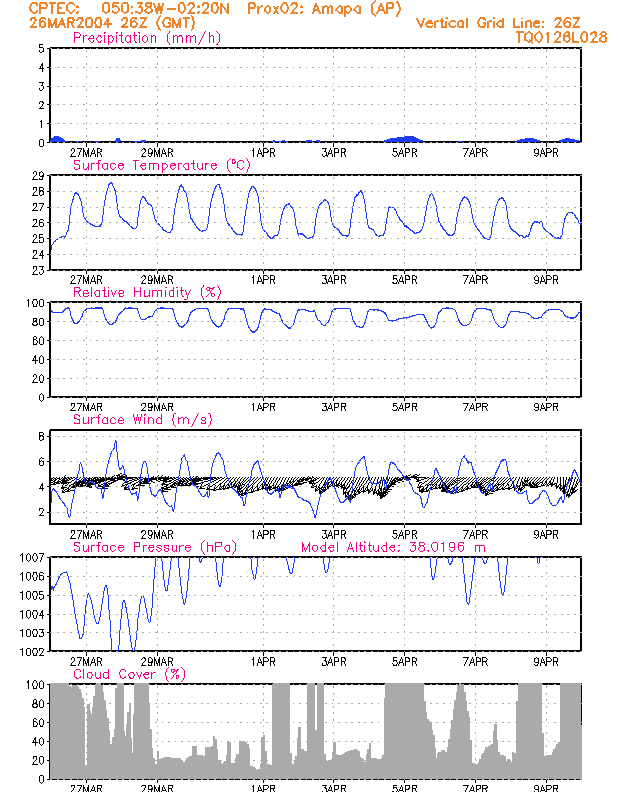 CPTEC: 050:38W-02:20N Prox02: Amapa (AP)
26MAR2004 26Z (GMT) Vertical Grid Line: 26Z
Precipitation (mm/h) TQ0126L028
5
4
3
2
1
0
27MAR 29MAR 1APR 3APR 5APR 7APR 9APR
Surface Temperature (°C)
29
28
27
26
25
24
23
27MAR 29MAR 1APR 3APR 5APR 7APR 9APR
Relative Humidity (%)
100
80
60
40
20
0
27MAR 29MAR 1APR 3APR 5APR 7APR 9APR
Surface Wind (m/s)
8
6
4
2
27MAR 29MAR 1APR 3APR 5APR 7APR 9APR
Surface Pressure (hPa) Model Altitude: 38.0196 m
1007
1006
1005
1004
1003
1002
27MAR 29MAR 1APR 3APR 5APR 7APR 9APR
Cloud Cover (%)
100
80
60
40
20
0
27MAR 29MAR 1APR 3APR 5APR 7APR 9APR